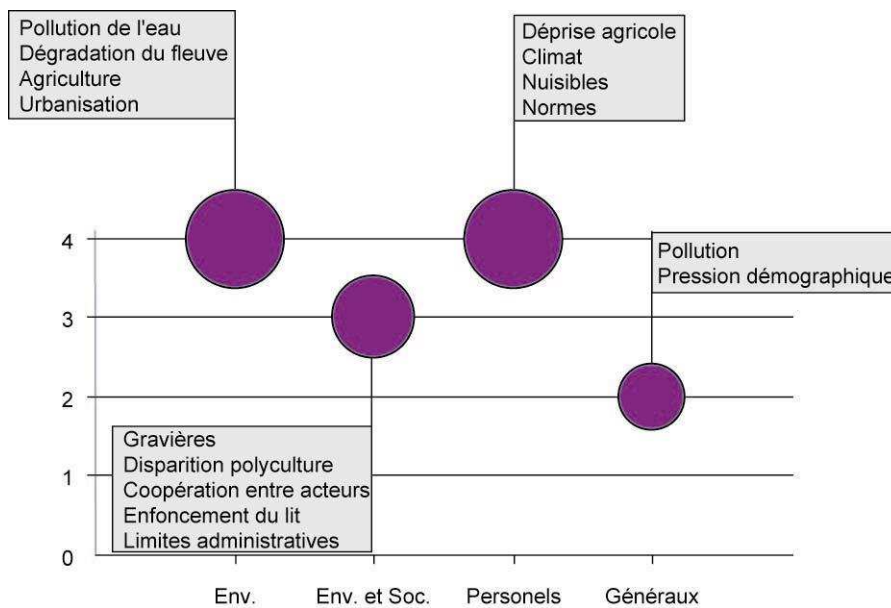 Pollution de l'eau
Dégradation du fleuve
Agriculture
Urbanisation
Déprise agricole
Climat
Nuisibles
Normes
Pollution
Pression démographique
Gravières
Disparition polyculture
Coopération entre acteurs
Enfoncement du lit
Limites administratives
4
3
2
1
0
Env.
Env. et Soc.
Personels
Généraux